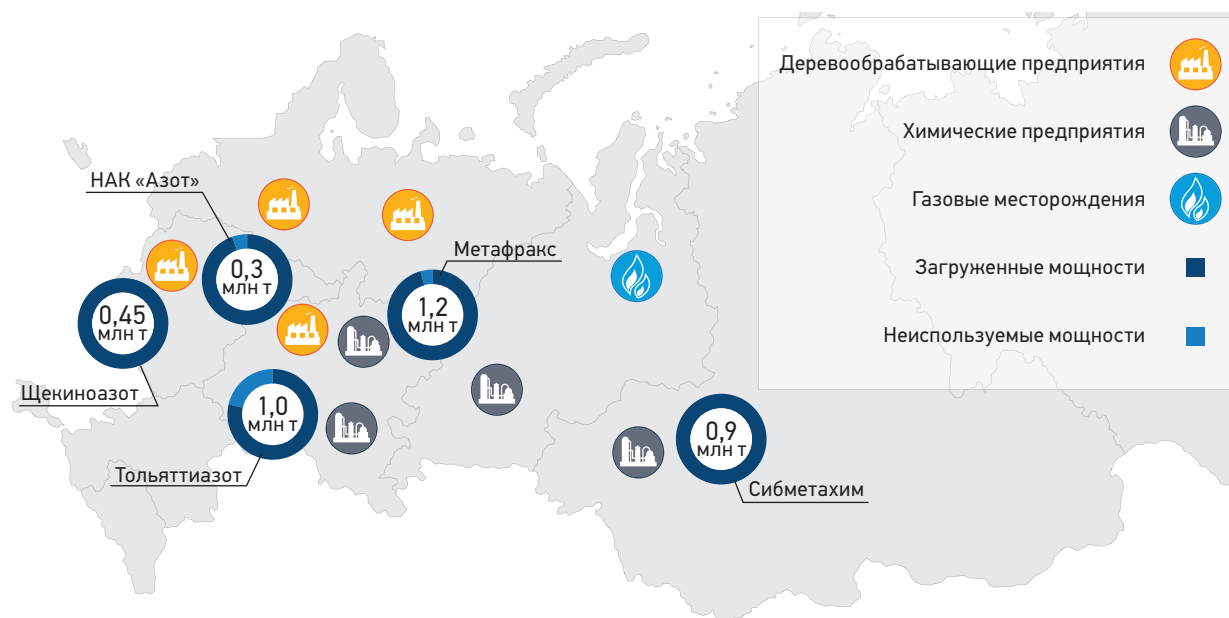 Деревообрабатывающие предприятия
Химические предприятия
Газовые месторождения
Загруженные мощности
Неиспользуемые мощности
НАК «Азот»
0,3
млн т
Метафракс
1,2
млн т
0,45
млн т
Щекиноазот
1,0
млн т
Тольяттиазот
0,9
млн т
Сибметахим